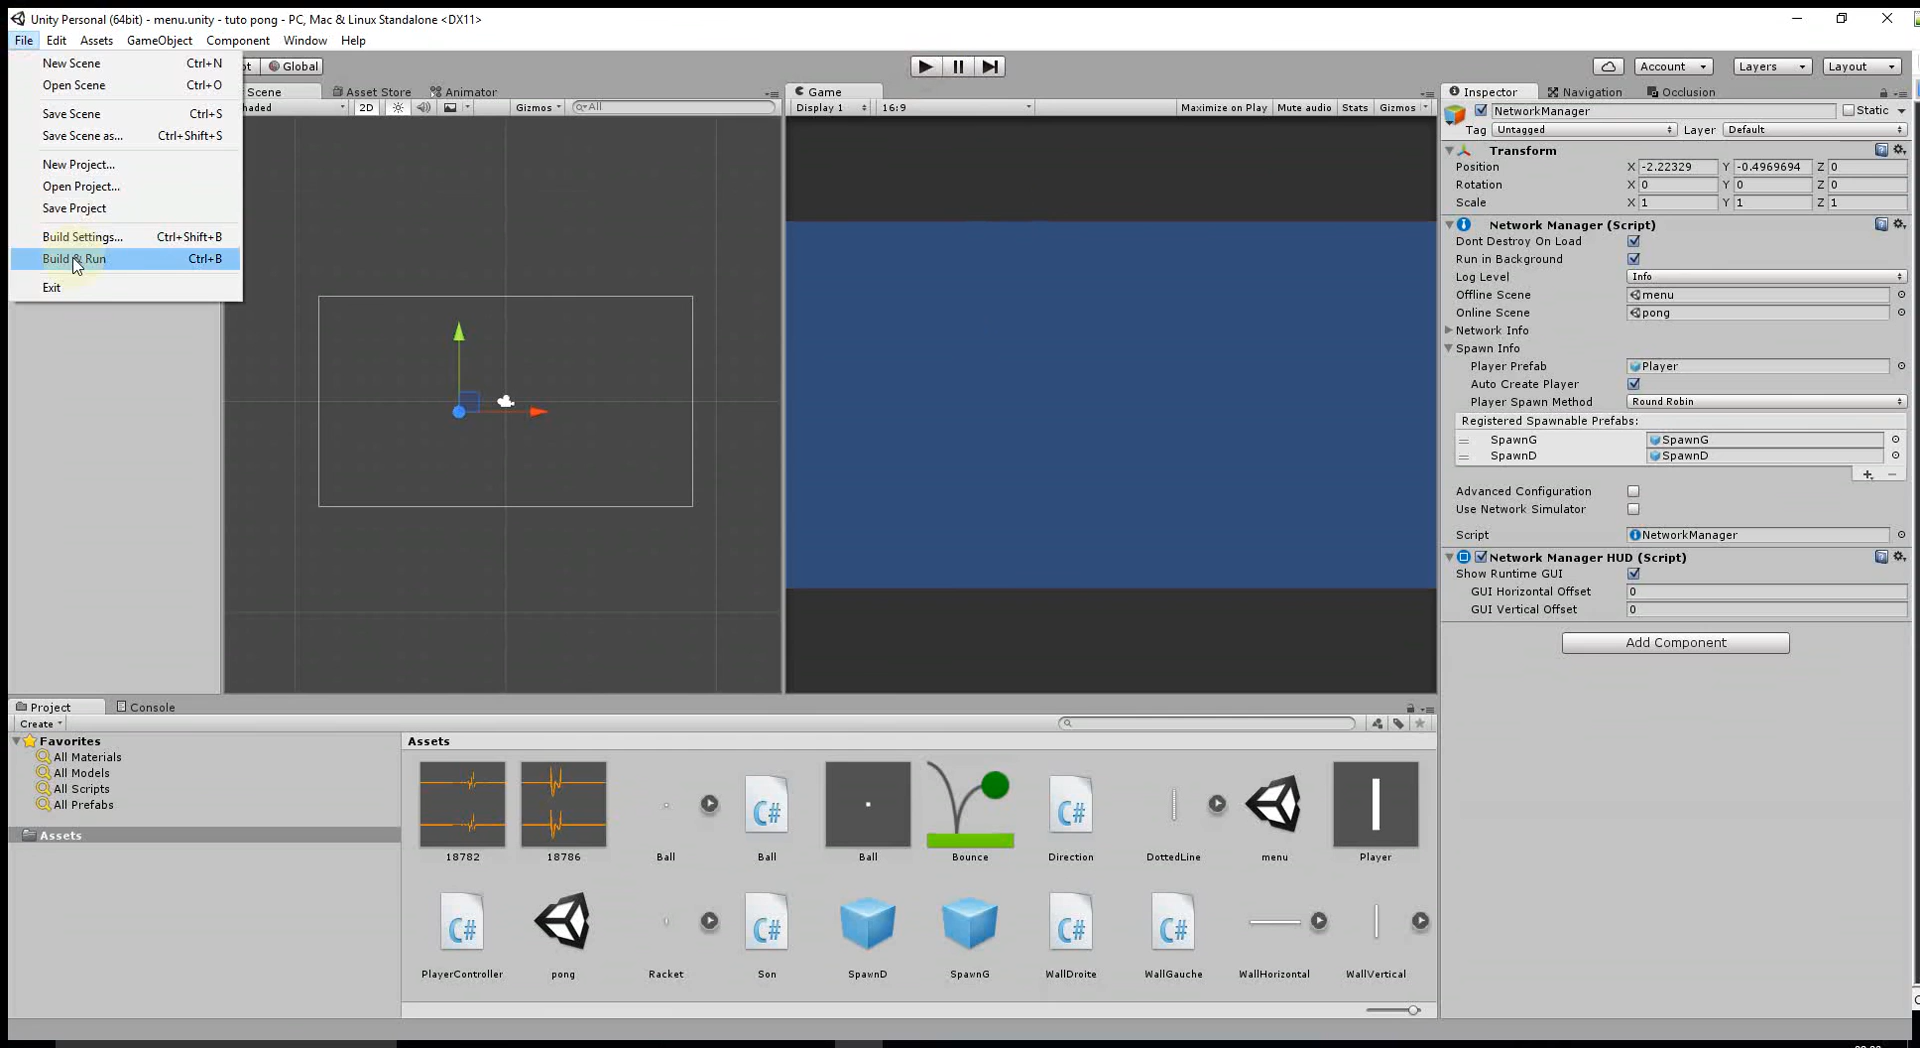 Unity Personal (64bit) - menu.unity - tuto pong - PC, Mac & Linux Standalone <DX11>
File Edit Assets GameObject Component Window Help
New Scene Ctrl+N
Open Scene Ctrl+O
Save Scene Ctrl+S
Save Scene as... Ctrl+Shift+S
New Project...
Open Project...
Save Project
Build Settings... Ctrl+Shift+B
Build & Run Ctrl+B
Exit
Global
Account Layers Layout
Scene Asset Store Animator
2D Gizmos All
Game
Display 1 16:9 Maximize on Play Mute audio Stats Gizmos
Inspector Navigation Occlusion
NetworkManager Static
Tag Untagged Layer Default
Transform
Position X -2.22329 Y -0.4969694 Z 0
Rotation X 0 Y 0 Z 0
Scale X 1 Y 1 Z 1
Network Manager (Script)
Dont Destroy On Load
Run in Background
Log Level Info
Offline Scene menu
Online Scene pong
Network Info
Spawn Info
Player Prefab Player
Auto Create Player
Player Spawn Method Round Robin
Registered Spawnable Prefabs:
SpawnG SpawnG
SpawnD SpawnD
Advanced Configuration
Use Network Simulator
Script NetworkManager
Network Manager HUD (Script)
Show Runtime GUI
GUI Horizontal Offset 0
GUI Vertical Offset 0
Add Component
Project Console
Create
Favorites
All Materials
All Models
All Scripts
All Prefabs
Assets
Assets
C# C#
18782 18786 Ball Ball Ball Bounce Direction DottedLine menu Player
C# C# C# C#
PlayerController pong Racket Son SpawnD SpawnG WallDroite WallGauche WallHorizontal WallVertical